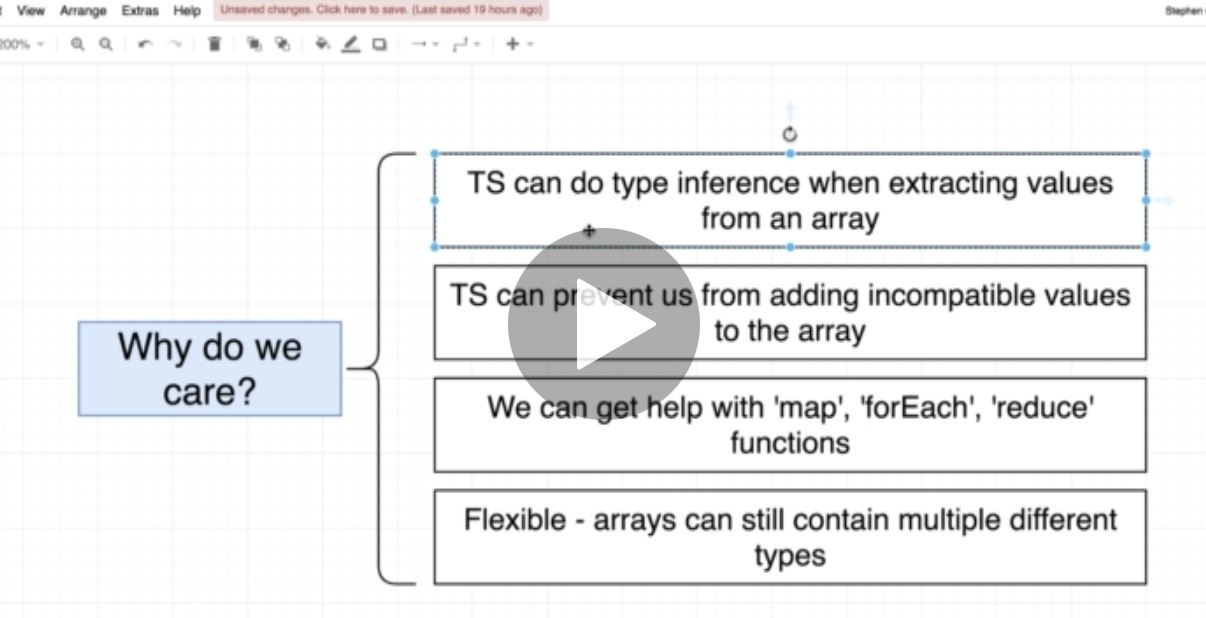 View Arrange Extras Help Unsaved changes. Click here to save. (Last saved 19 hours ago) Stephen
200%
TS can do type inference when extracting values
from an array
TS can prevent us from adding incompatible values
to the array
Why do we
care?
We can get help with 'map', 'forEach', 'reduce'
functions
Flexible - arrays can still contain multiple different
types